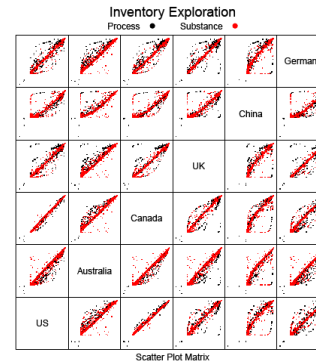 Inventory Exploration
Process Substance
German
China
UK
Canada
Australia
US
Scatter Plot Matrix